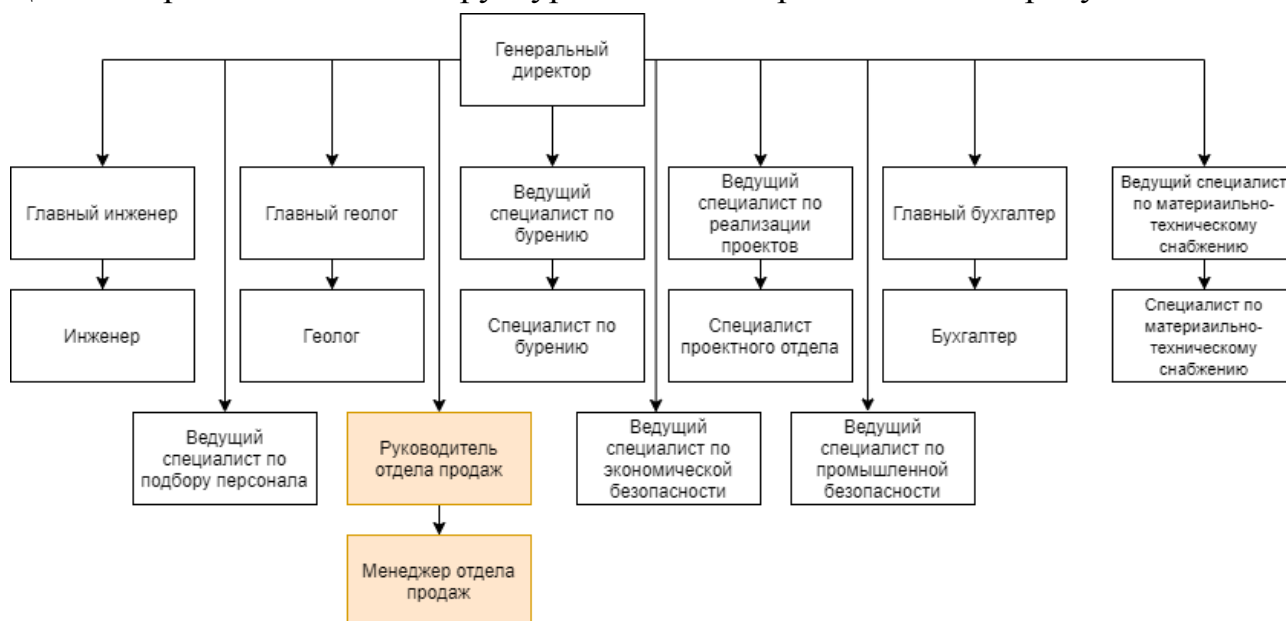 Генеральный
директор
Главный инженер
Главный геолог
Ведущий
специалист по
бурению
Ведущий
специалист по
реализации
проектов
Главный бухгалтер
Ведущий специалист
по материаильно-
техническому
снабжению
Инженер
Геолог
Специалист по
бурению
Специалист
проектного отдела
Бухгалтер
Специалист по
материаильно-
техническому
снабжению
Ведущий
специалист по
подбору персонала
Руководитель
отдела продаж
Ведущий
специалист по
экономической
безопасности
Ведущий
специалист по
промышленной
безопасности
Менеджер отдела
продаж